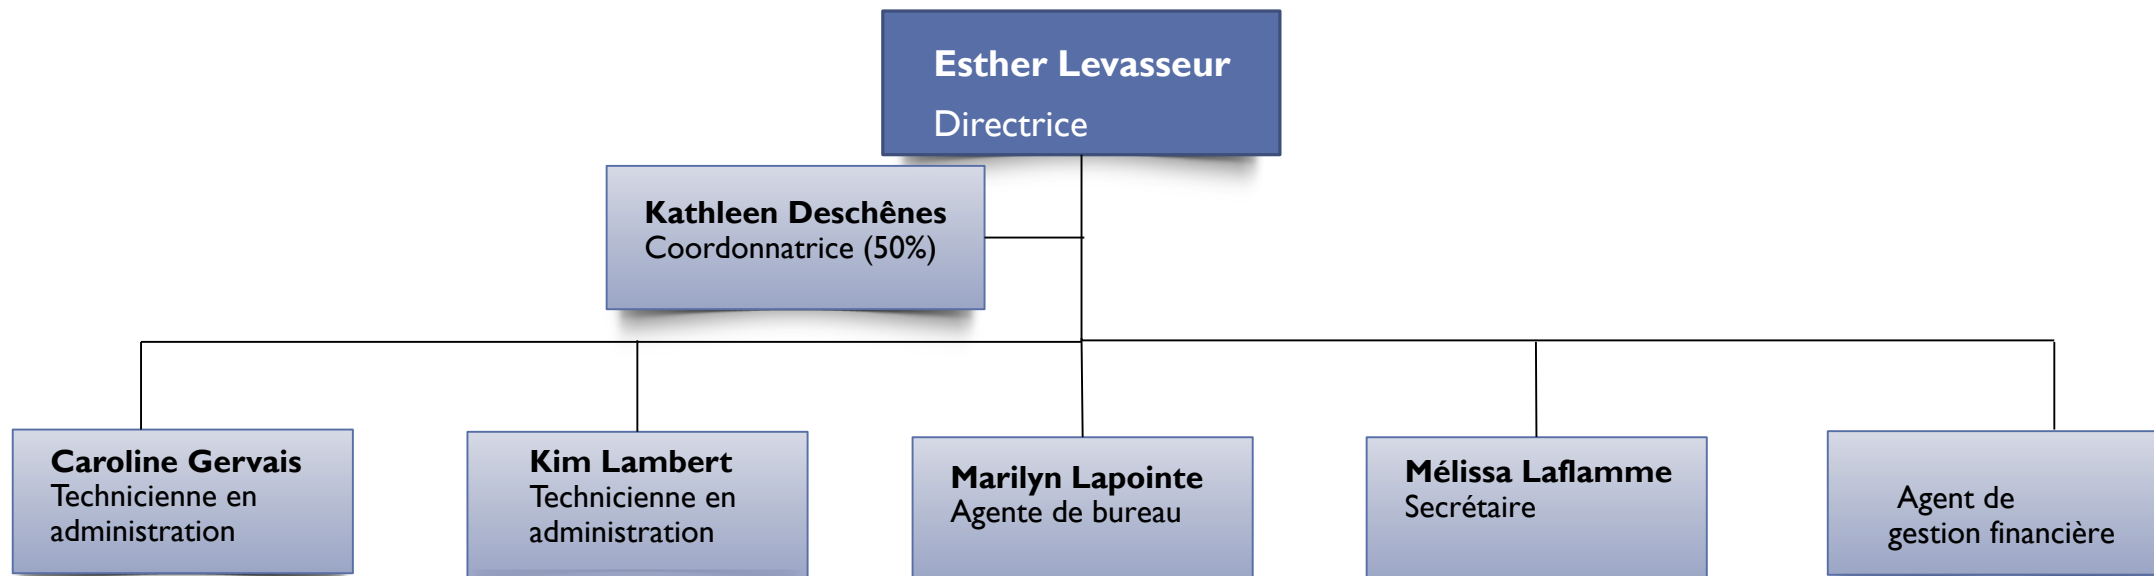 Esther Levasseur
Directrice
Kathleen Deschênes
Coordonnatrice (50%)
Caroline Gervais
Technicienne en
administration
Kim Lambert
Technicienne en
administration
Marilyn Lapointe
Agente de bureau
Mélissa Laflamme
Secrétaire
Agent de
gestion financière